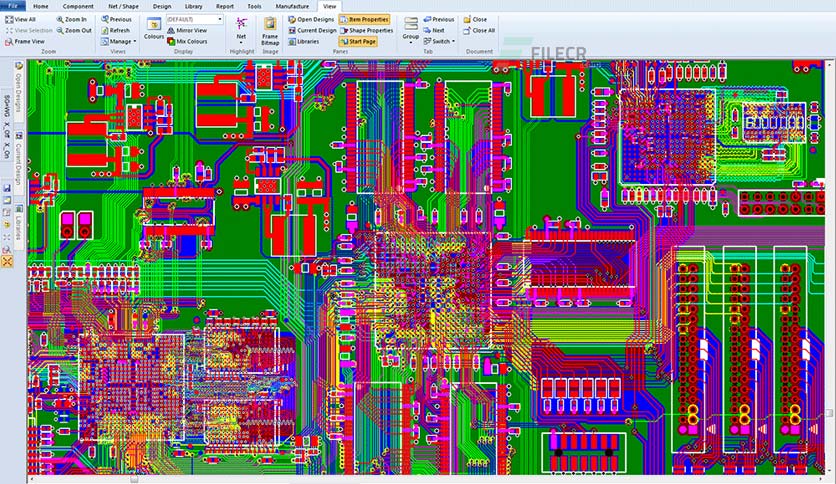 File Home Component Net / Shape Design Library Report Tools Manufacture View
View All Zoom In Previous (DEFAULT) Open Designs Item Properties Previous Close
View Selection Zoom Out Refresh Mirror View Current Design Shape Properties Next Close All
Frame View Manage Colours Mix Colours Net Frame Bitmap Libraries Start Page Group Switch
Zoom Views Display Highlight Image Panes Tab Document
FILECR
Open Designs
Current Design
Libraries
X_Off X_On